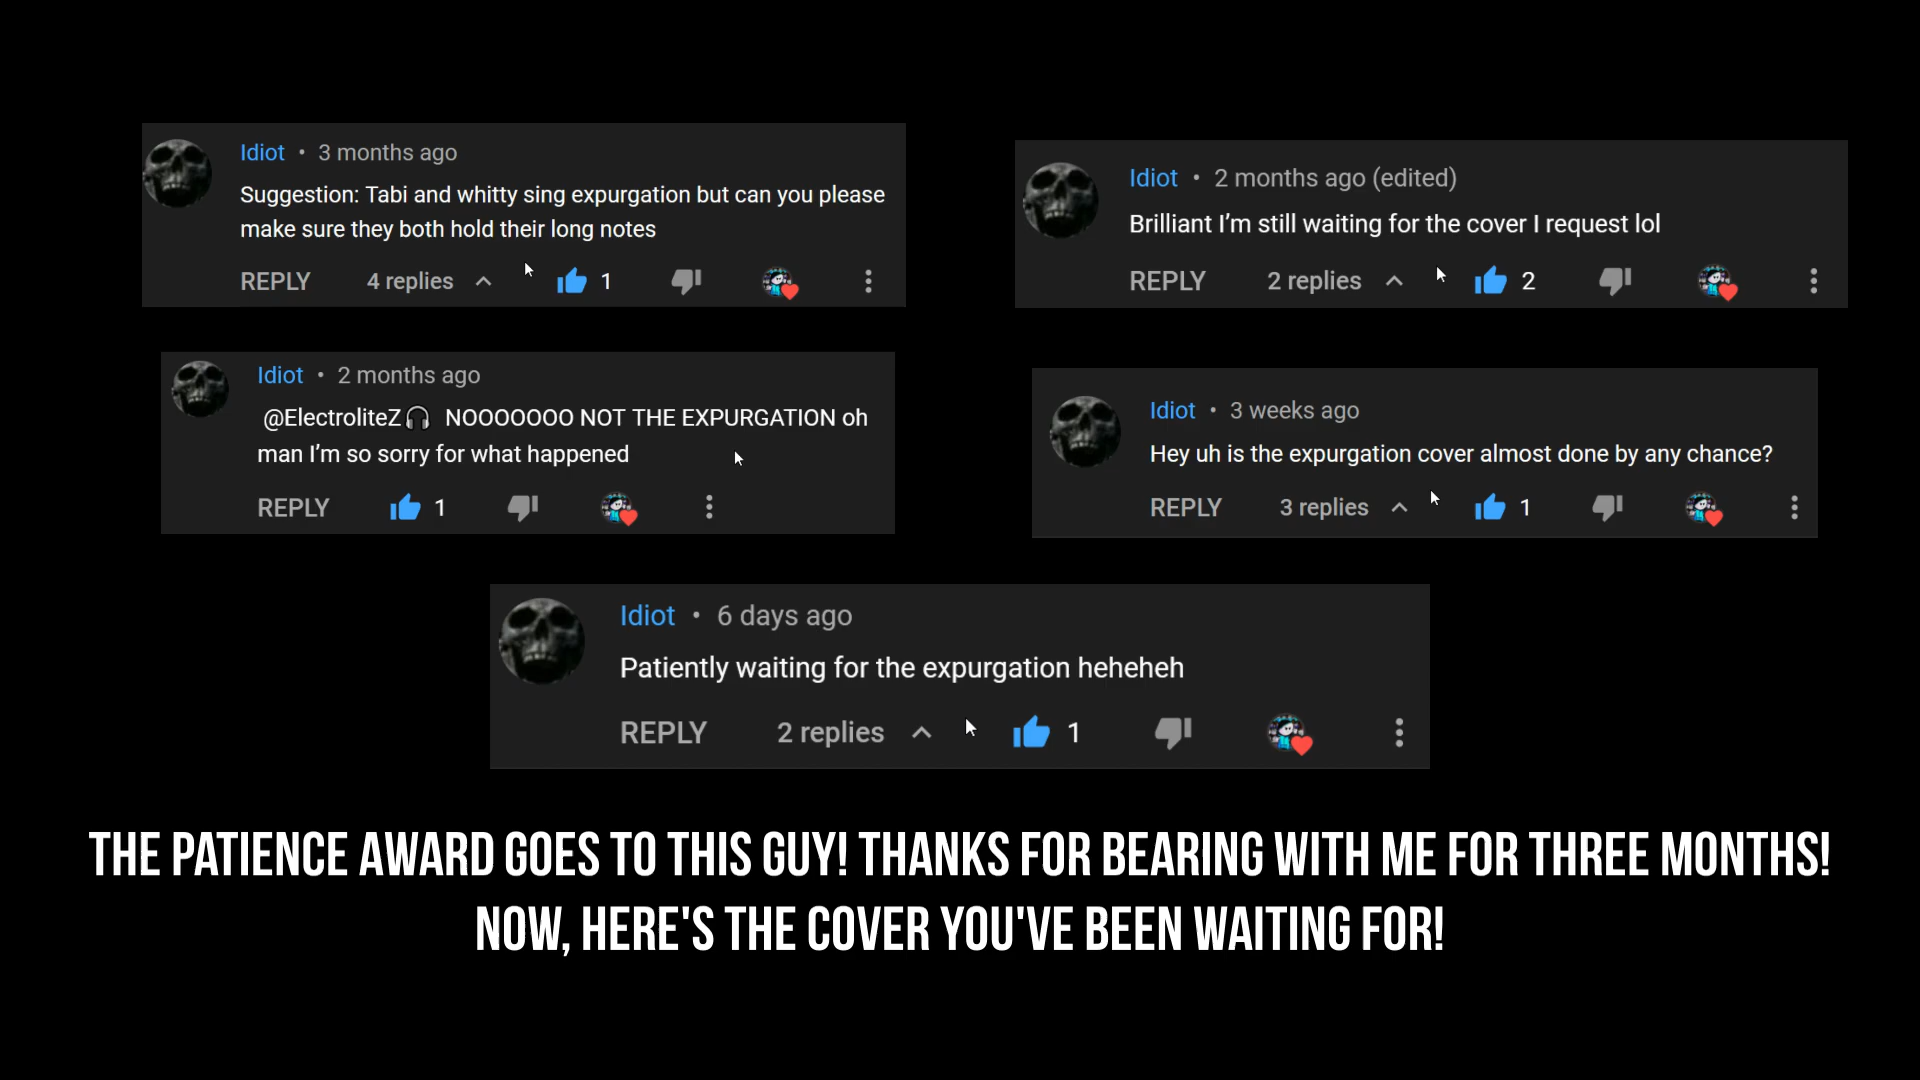 Idiot • 3 months ago
Suggestion: Tabi and whitty sing expurgation but can you please
make sure they both hold their long notes
REPLY 4 replies 1
Idiot • 2 months ago (edited)
Brilliant I'm still waiting for the cover I request lol
REPLY 2 replies 2
Idiot • 2 months ago
@ElectroliteZ🎧 NOOOOOOO NOT THE EXPURGATION oh
man I'm so sorry for what happened
REPLY 1
Idiot • 3 weeks ago
Hey uh is the expurgation cover almost done by any chance?
REPLY 3 replies 1
Idiot • 6 days ago
Patiently waiting for the expurgation heheheh
REPLY 2 replies 1
THE PATIENCE AWARD GOES TO THIS GUY! THANKS FOR BEARING WITH ME FOR THREE MONTHS!
NOW, HERE'S THE COVER YOU'VE BEEN WAITING FOR!